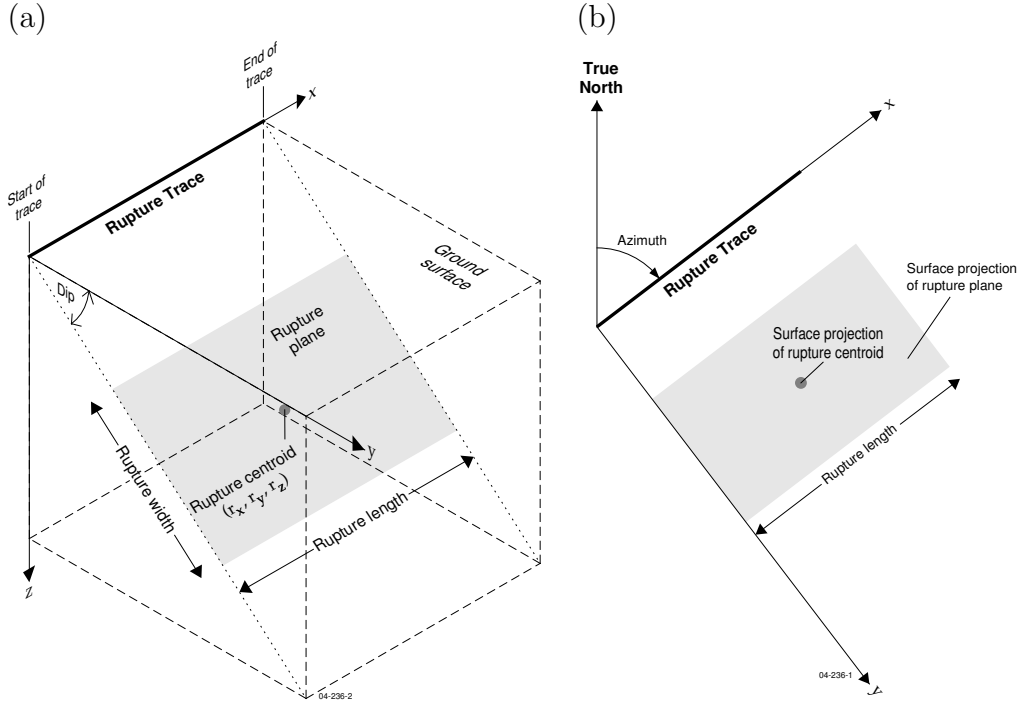 (a)
End of
trace
x
Start of
trace
Rupture Trace
Ground
surface
Dip
Rupture
plane
Rupture centroid
(rx, ry, rz)
y
Rupture width
Rupture length
z
04-236-2
(b)
True
North
x
Azimuth
Rupture Trace
Surface projection
of rupture plane
Surface projection
of rupture centroid
Rupture length
04-236-1
y